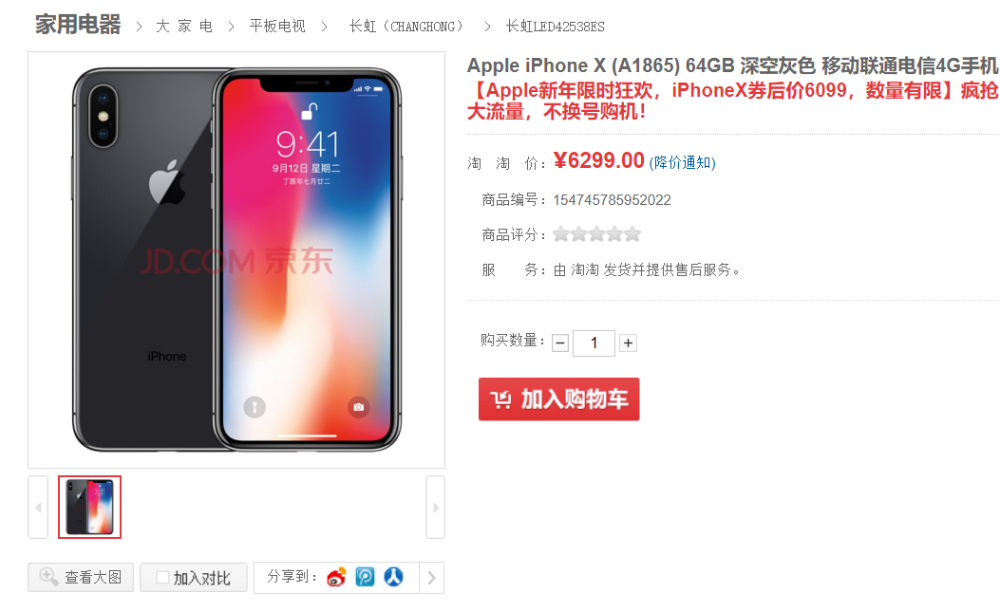 家用电器 > 大 家 电 > 平板电视 > 长虹（CHANGHONG） > 长虹LED42538ES
Apple iPhone X (A1865) 64GB 深空灰色 移动联通电信4G手机
【Apple新年限时狂欢，iPhoneX券后价6099，数量有限】疯抢
大流量，不换号购机！
淘 淘 价：¥6299.00 (降价通知)
商品编号：154745785952022
商品评分：
服 务：由 淘淘 发货并提供售后服务。
购买数量：− 1 +
加入购物车
9:41
9月12日 星期二
丁酉年七月廿二
JD.COM 京东
iPhone
查看大图
加入对比
分享到：